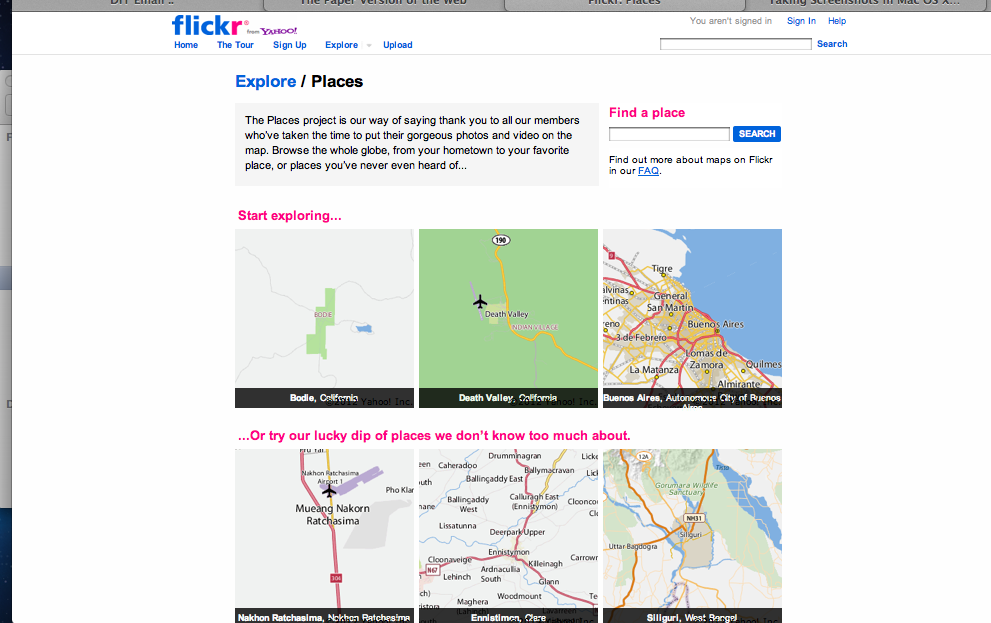 DIY Email ..
The Paper Version of the Web
Flickr: Places
Taking Screenshots in Mac OS X...
flickr® from YAHOO!
You aren't signed in Sign In Help
Home The Tour Sign Up Explore Upload
Search
Explore / Places
The Places project is our way of saying thank you to all our members
who've taken the time to put their gorgeous photos and video on the
map. Browse the whole globe, from your hometown to your favorite
place, or places you've never even heard of...
Find a place
SEARCH
Find out more about maps on Flickr
in our FAQ.
Start exploring...
BODIE
Bodie, California
190
Death Valley
INDIAN VILLAGE
Death Valley, California
Tigre
General
San Martin
Buenos Aires
3 de Febrero
Lomas de
Zamora
La Matanza
Quilmes
Almirante
Buenos Aires, Autonomous City of Buenos
Aires
...Or try our lucky dip of places we don't know too much about.
Nakhon Ratchasima
Airport 1
Pho Klar
Mueang Nakorn
Ratchasima
304
Nakhon Ratchasima, Nakhon Ratchasima
Drumminagran
Caheradoo
Ballymacravan
Ballingaddy East
Ballingaddy
West
Calluragh East
(Ennistymon)
Lissatunna
Deerpark Upper
Ennistymon
Cloonaveige
Killeinagh
Carrow
N67
Lehinch
Ardnacullia
South
Glann
Woodmount
Maghera
Ennistimon, Clare
12A
Gorumara Wildlife
Sanctuary
NH31
Siliguri
Uttar Bagdogra
Siliguri, West Bengal